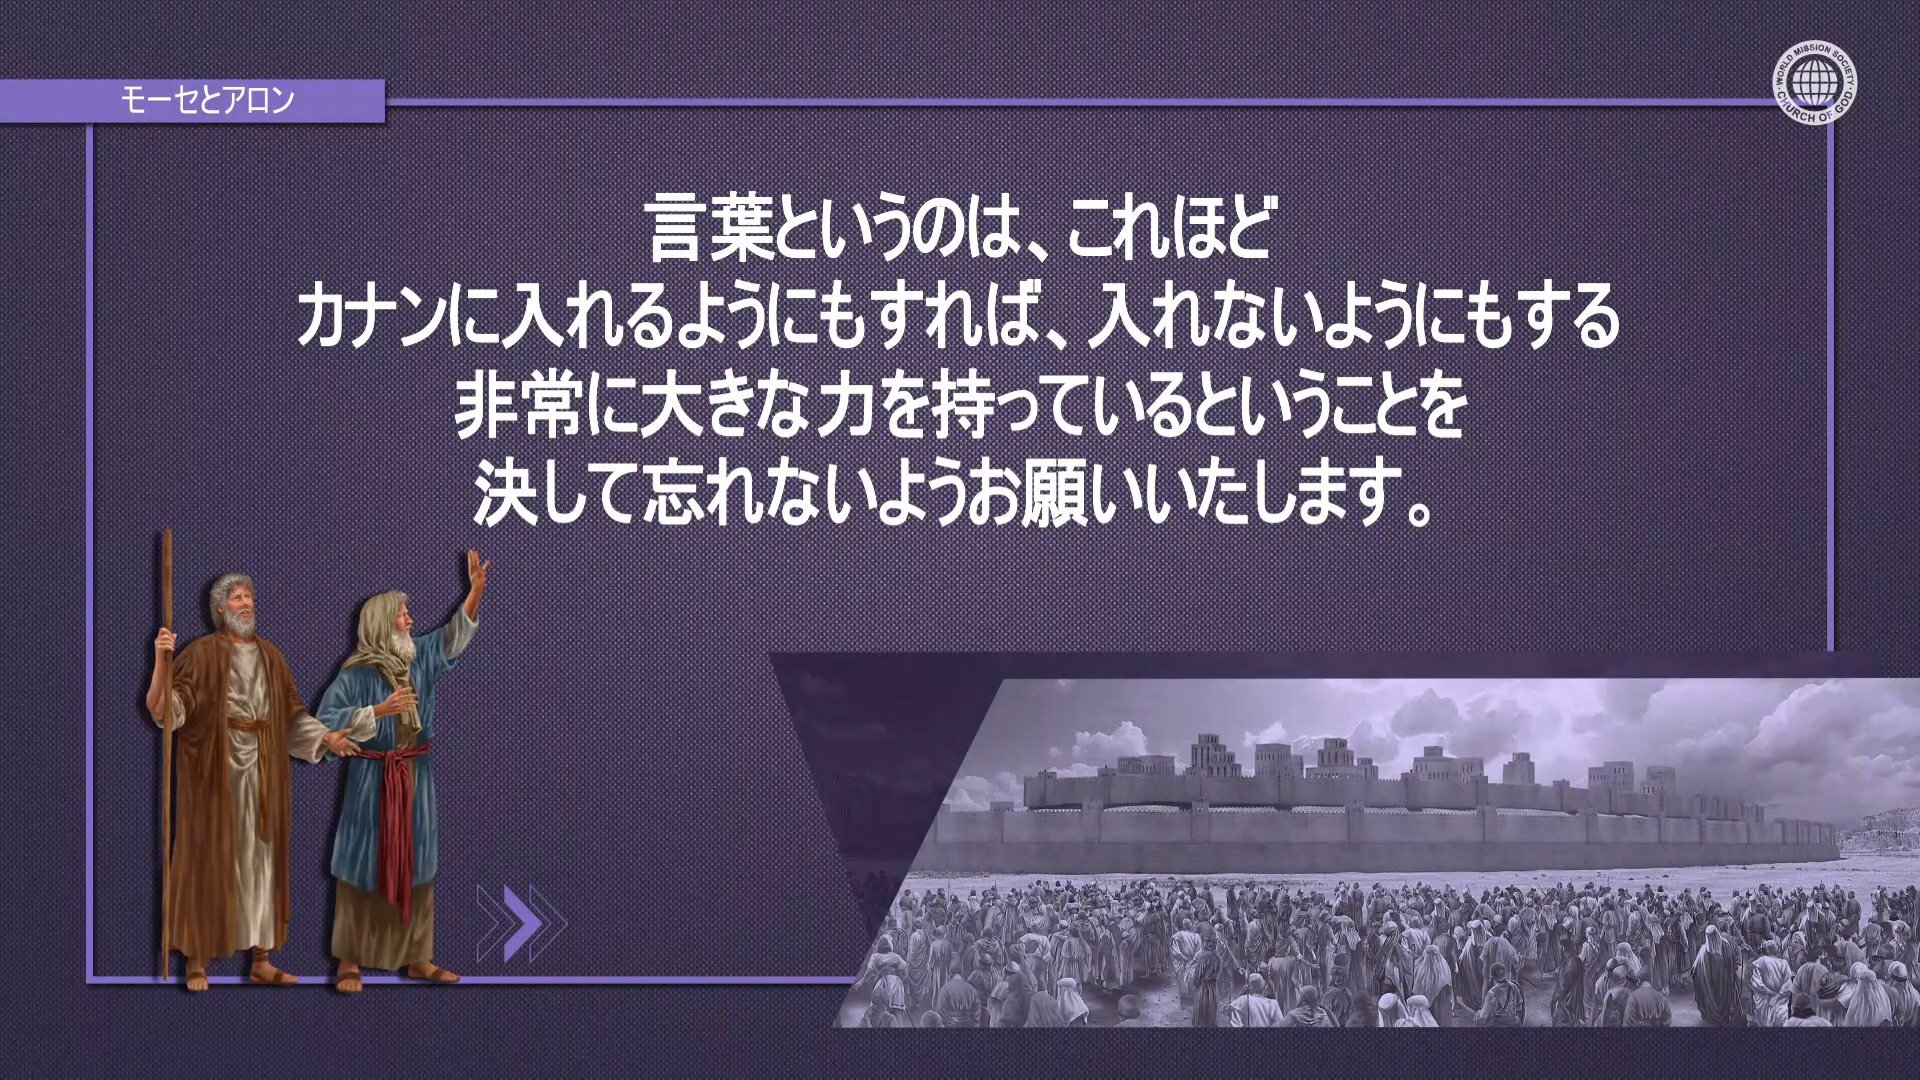 モーセとアロン
WORLD MISSION SOCIETY
CHURCH OF GOD
言葉というのは、これほど
カナンに入れるようにもすれば、入れないようにもする
非常に大きな力を持っているということを
決して忘れないようお願いいたします。